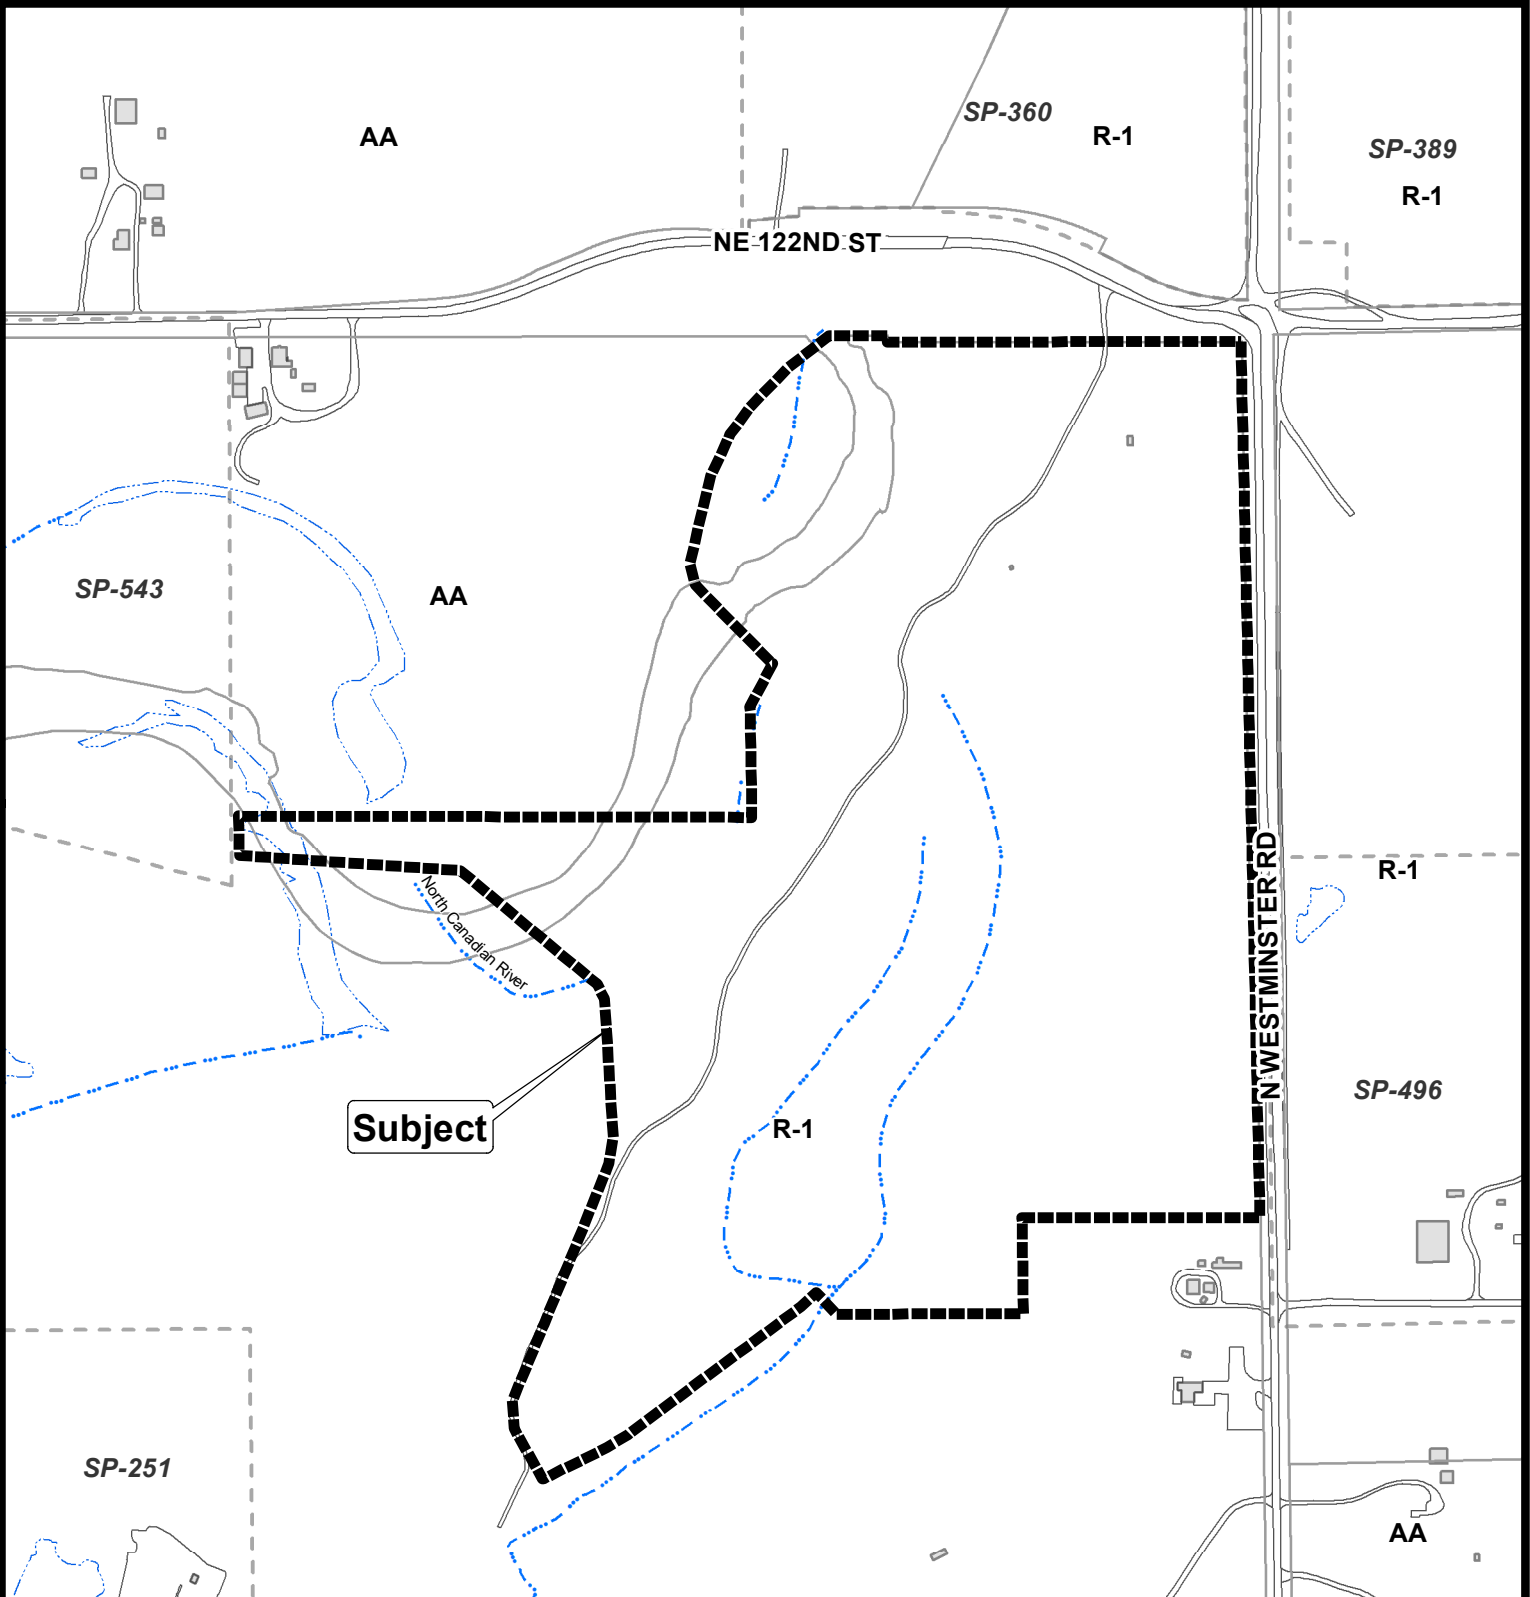 SP-360
AA
R-1
SP-389
R-1
NE 122ND ST
SP-543
AA
N WESTMINSTER RD
R-1
North Canadian River
SP-496
Subject
R-1
SP-251
AA